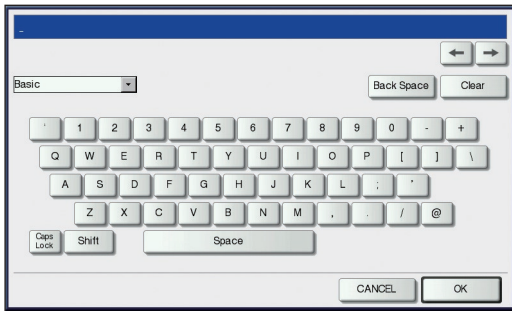 _
← →
Basic Back Space Clear
` 1 2 3 4 5 6 7 8 9 0 - +
Q W E R T Y U I O P [ ] \
A S D F G H J K L ; '
Z X C V B N M , . / @
Caps Lock Shift Space
CANCEL OK